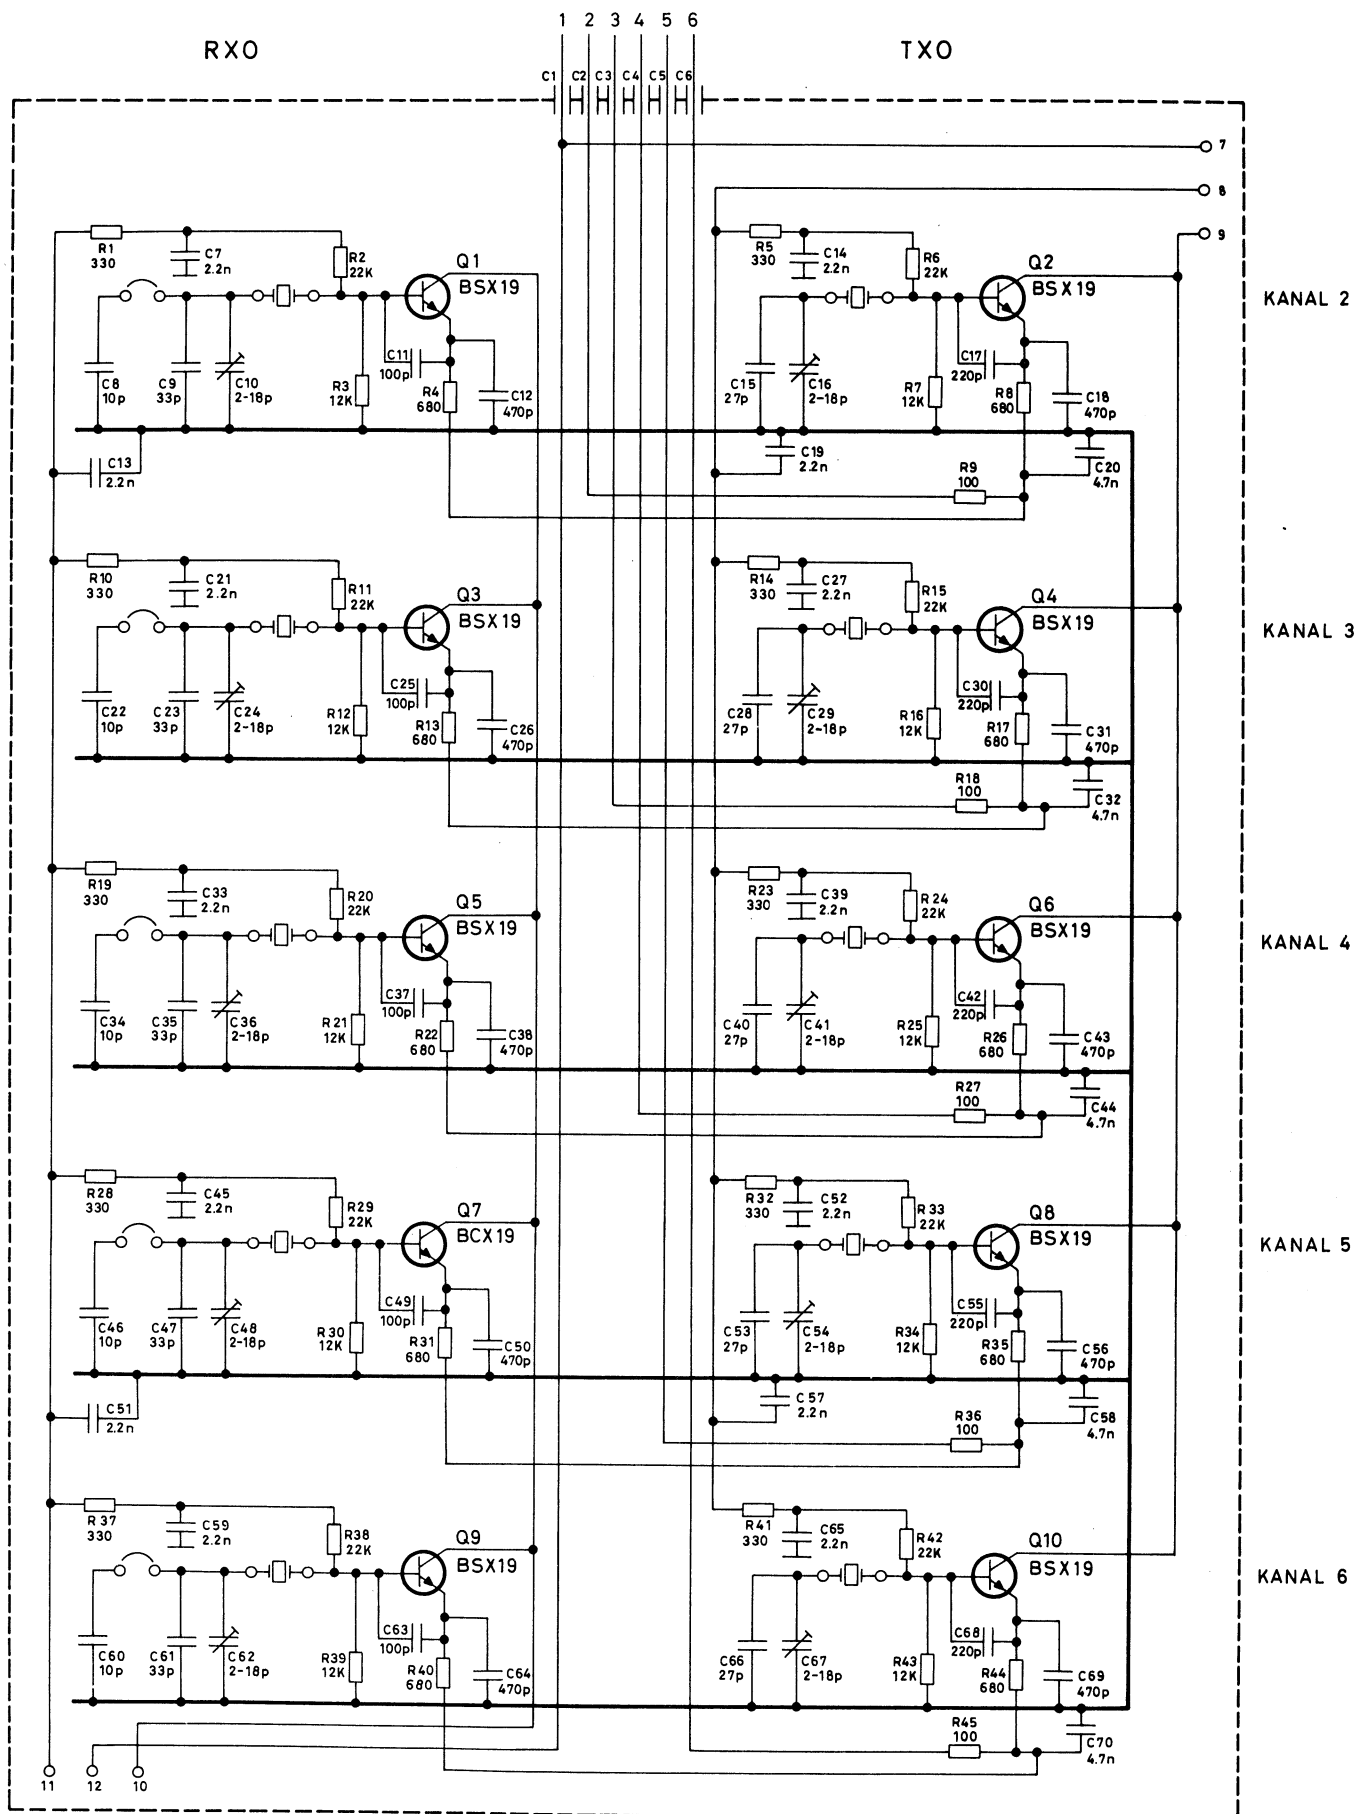 1 2 3 4 5 6
RXO
TXO
C1 C2 C3 C4 C5 C6
7
8
9
R1
330
C7
2.2n
R2
22K
Q1
BSX19
C8
10p
C9
33p
C10
2-18p
R3
12K
C11
100p
R4
680
C12
470p
C13
2.2n
R5
330
C14
2.2n
R6
22K
Q2
BSX19
KANAL 2
C15
27p
C16
2-18p
R7
12K
C17
220p
R8
680
C18
470p
C19
2.2n
R9
100
C20
4.7n
R10
330
C21
2.2n
R11
22K
Q3
BSX19
C22
10p
C23
33p
C24
2-18p
R12
12K
C25
100p
R13
680
C26
470p
R14
330
C27
2.2n
R15
22K
Q4
BSX19
KANAL 3
C28
27p
C29
2-18p
R16
12K
C30
220p
R17
680
C31
470p
R18
100
C32
4.7n
R19
330
C33
2.2n
R20
22K
Q5
BSX19
C34
10p
C35
33p
C36
2-18p
R21
12K
C37
100p
R22
680
C38
470p
R23
330
C39
2.2n
R24
22K
Q6
BSX19
KANAL 4
C40
27p
C41
2-18p
R25
12K
C42
220p
R26
680
C43
470p
R27
100
C44
4.7n
R28
330
C45
2.2n
R29
22K
Q7
BCX19
C46
10p
C47
33p
C48
2-18p
R30
12K
C49
100p
R31
680
C50
470p
C51
2.2n
R32
330
C52
2.2n
R33
22K
Q8
BSX19
KANAL 5
C53
27p
C54
2-18p
R34
12K
C55
220p
R35
680
C56
470p
C57
2.2n
R36
100
C58
4.7n
R37
330
C59
2.2n
R38
22K
Q9
BSX19
C60
10p
C61
33p
C62
2-18p
R39
12K
C63
100p
R40
680
C64
470p
R41
330
C65
2.2n
R42
22K
Q10
BSX19
KANAL 6
C66
27p
C67
2-18p
R43
12K
C68
220p
R44
680
C69
470p
R45
100
C70
4.7n
11 12 10